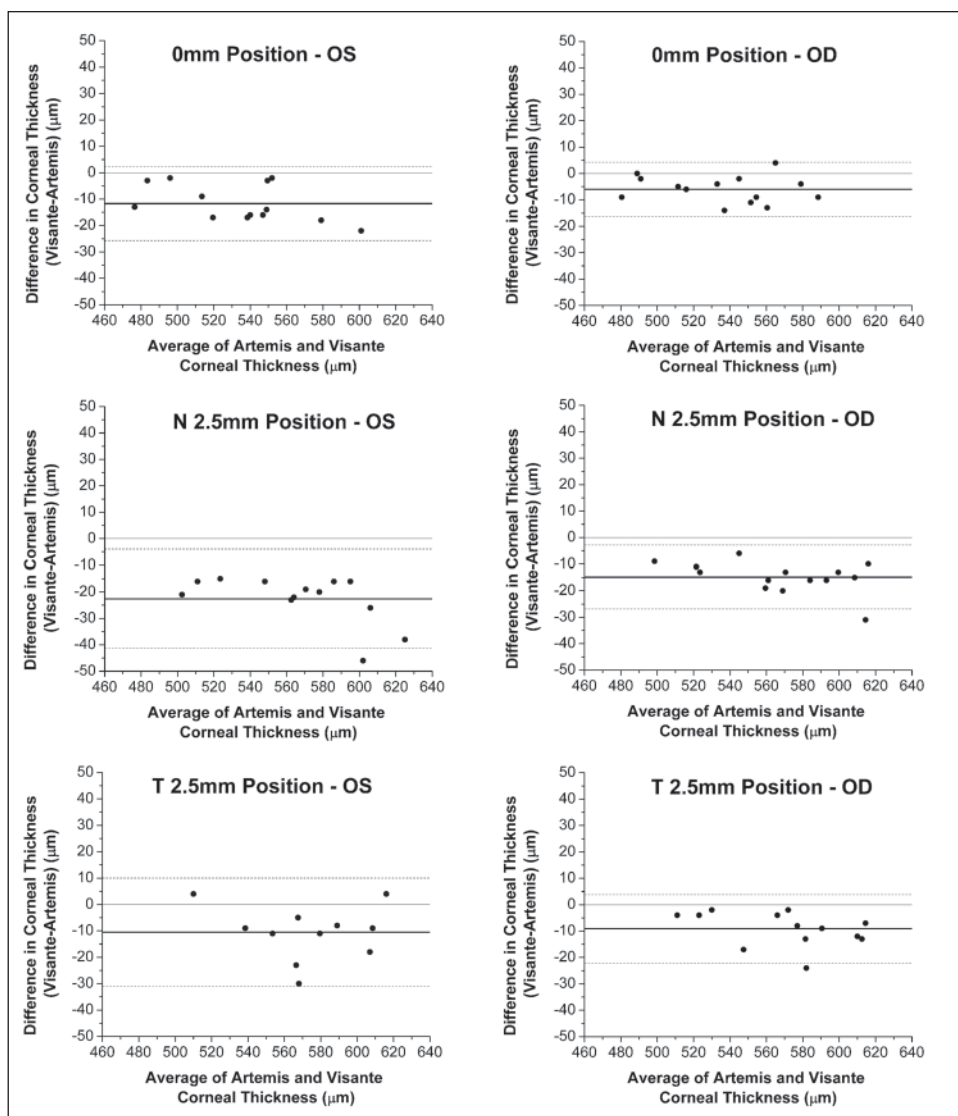 0mm Position - OS
Difference in Corneal Thickness
(Visante-Artemis) (μm)
50
40
30
20
10
0
-10
-20
-30
-40
-50
460 480 500 520 540 560 580 600 620 640
Average of Artemis and Visante
Corneal Thickness (μm)
0mm Position - OD
Difference in Corneal Thickness
(Visante-Artemis) (μm)
50
40
30
20
10
0
-10
-20
-30
-40
-50
460 480 500 520 540 560 580 600 620 640
Average of Artemis and Visante
Corneal Thickness (μm)
N 2.5mm Position - OS
Difference in Corneal Thickness
(Visante-Artemis) (μm)
50
40
30
20
10
0
-10
-20
-30
-40
-50
460 480 500 520 540 560 580 600 620 640
Average of Artemis and Visante
Corneal Thickness (μm)
N 2.5mm Position - OD
Difference in Corneal Thickness
(Visante-Artemis) (μm)
50
40
30
20
10
0
-10
-20
-30
-40
-50
460 480 500 520 540 560 580 600 620 640
Average of Artemis and Visante
Corneal Thickness (μm)
T 2.5mm Position - OS
Difference in Corneal Thickness
(Visante-Artemis) (μm)
50
40
30
20
10
0
-10
-20
-30
-40
-50
460 480 500 520 540 560 580 600 620 640
Average of Artemis and Visante
Corneal Thickness (μm)
T 2.5mm Position - OD
Difference in Corneal Thickness
(Visante-Artemis) (μm)
50
40
30
20
10
0
-10
-20
-30
-40
-50
460 480 500 520 540 560 580 600 620 640
Average of Artemis and Visante
Corneal Thickness (μm)